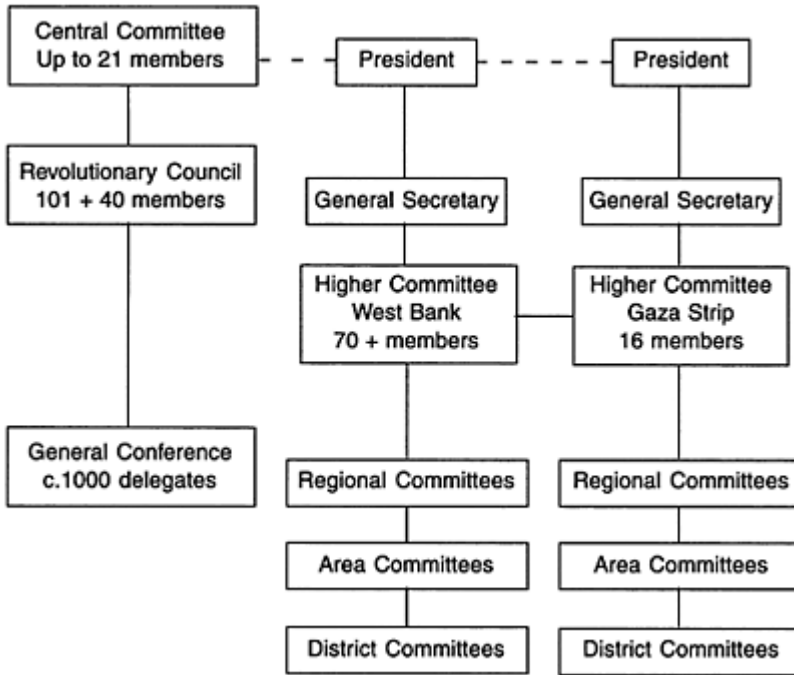 Central Committee
Up to 21 members
President
President
Revolutionary Council
101 + 40 members
General Secretary
General Secretary
Higher Committee
West Bank
70 + members
Higher Committee
Gaza Strip
16 members
General Conference
c.1000 delegates
Regional Committees
Regional Committees
Area Committees
Area Committees
District Committees
District Committees